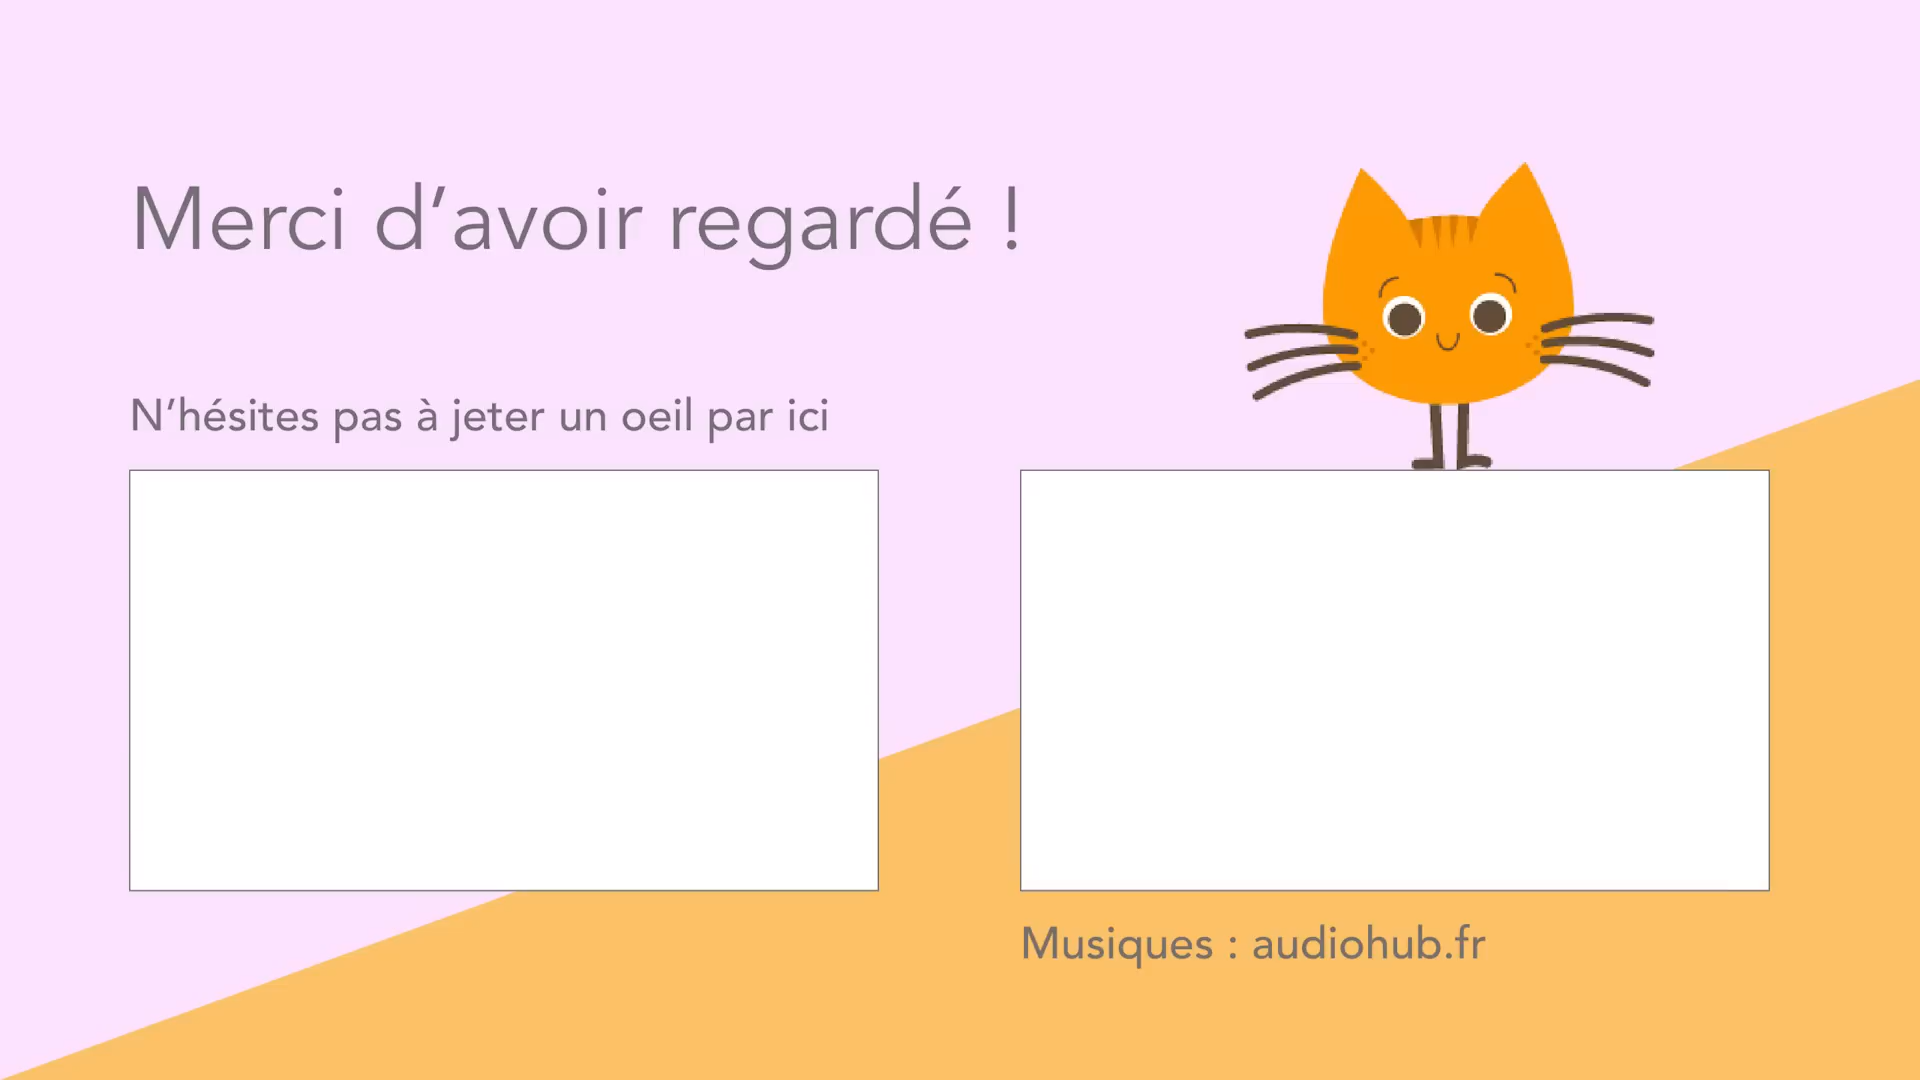 Merci d’avoir regardé !
N’hésites pas à jeter un oeil par ici
Musiques : audiohub.fr